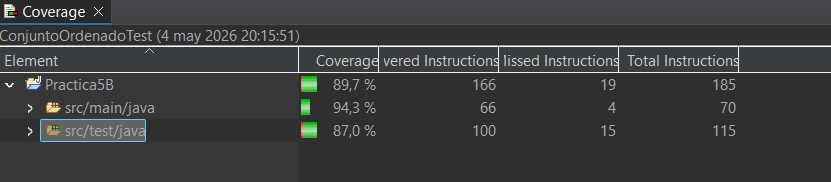 Coverage
ConjuntoOrdenadoTest (4 may 2026 20:15:51)
Element Coverage vered Instructions lissed Instructions Total Instructions
Practica5B 89,7 % 166 19 185
src/main/java 94,3 % 66 4 70
src/test/java 87,0 % 100 15 115